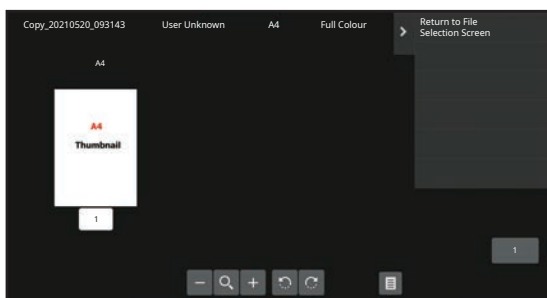 Copy_20210520_093143 User Unknown A4 Full Colour
Return to File
Selection Screen
A4
A4
Thumbnail
1
1